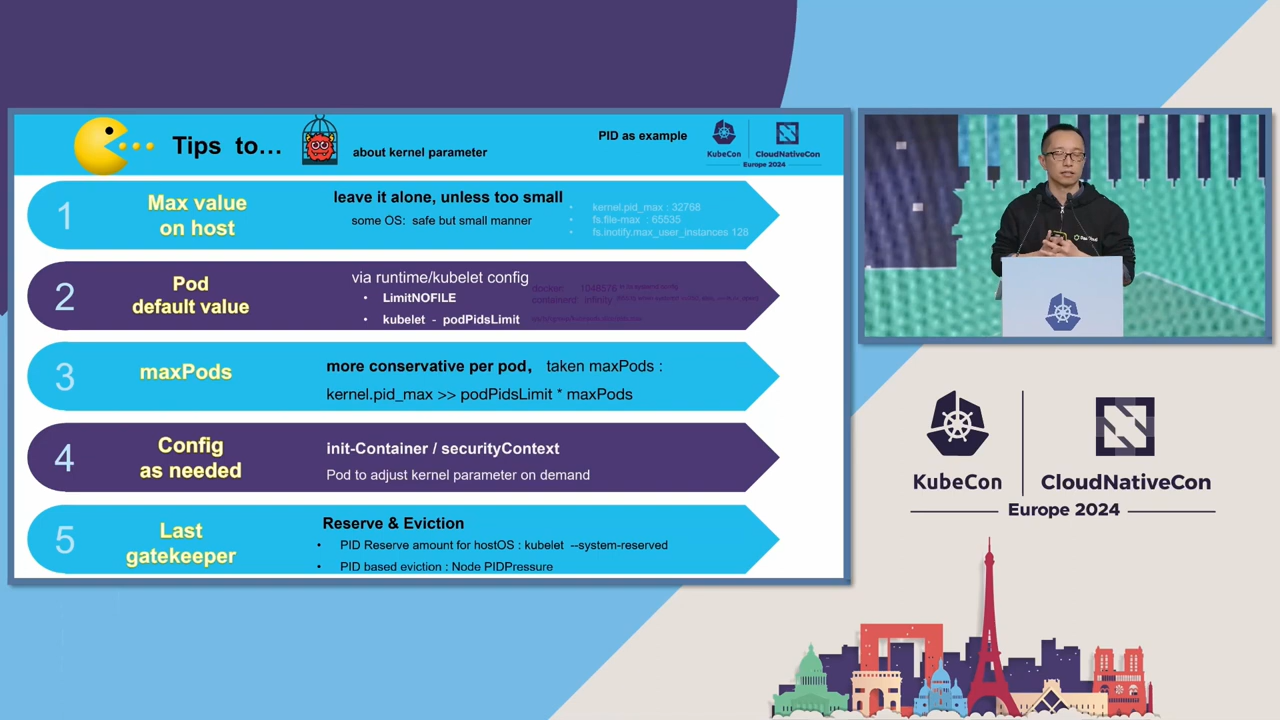 Tips to...
about kernel parameter
PID as example
KubeCon
CloudNativeCon
Europe 2024
1
Max value
on host
leave it alone, unless too small
some OS: safe but small manner
• kernel.pid_max : 32768
• fs.file-max : 65535
• fs.inotify.max_user_instances 128
2
Pod
default value
via runtime/kubelet config
• LimitNOFILE
• kubelet - podPidsLimit
docker: 1048576
containerd: infinity
3
maxPods
more conservative per pod, taken maxPods :
kernel.pid_max >> podPidsLimit * maxPods
4
Config
as needed
init-Container / securityContext
Pod to adjust kernel parameter on demand
5
Last
gatekeeper
Reserve & Eviction
• PID Reserve amount for hostOS : kubelet --system-reserved
• PID based eviction : Node PIDPressure
KubeCon
CloudNativeCon
Europe 2024